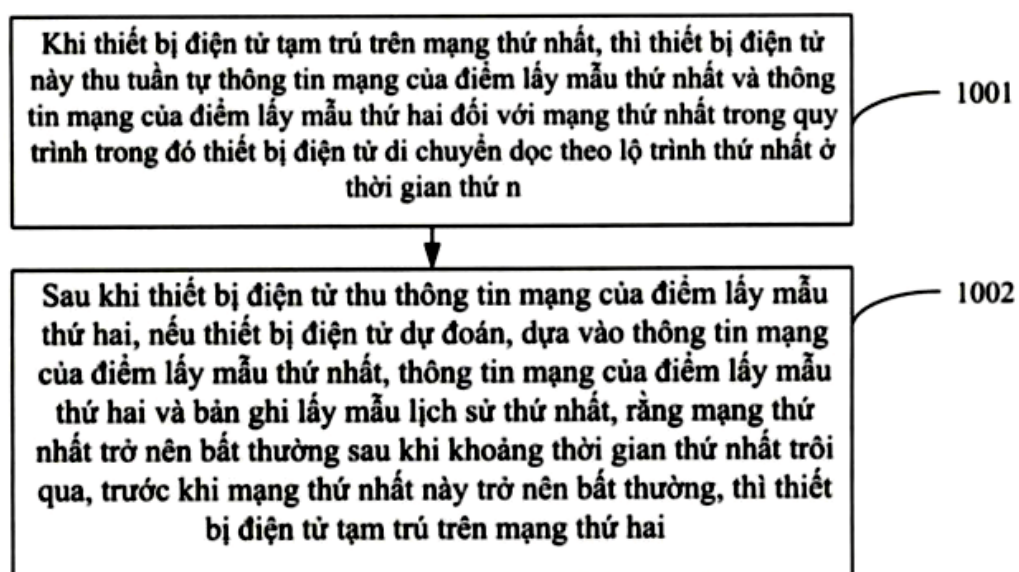 Khi thiết bị điện tử tạm trú trên mạng thứ nhất, thì thiết bị điện tử
này thu tuần tự thông tin mạng của điểm lấy mẫu thứ nhất và thông
tin mạng của điểm lấy mẫu thứ hai đối với mạng thứ nhất trong quy
trình trong đó thiết bị điện tử di chuyển dọc theo lộ trình thứ nhất ở
thời gian thứ n
1001
Sau khi thiết bị điện tử thu thông tin mạng của điểm lấy mẫu
thứ hai, nếu thiết bị điện tử dự đoán, dựa vào thông tin mạng
của điểm lấy mẫu thứ nhất, thông tin mạng của điểm lấy mẫu
thứ hai và bản ghi lấy mẫu lịch sử thứ nhất, rằng mạng thứ
nhất trở nên bất thường sau khi khoảng thời gian thứ nhất trôi
qua, trước khi mạng thứ nhất này trở nên bất thường, thì thiết
bị điện tử tạm trú trên mạng thứ hai
1002